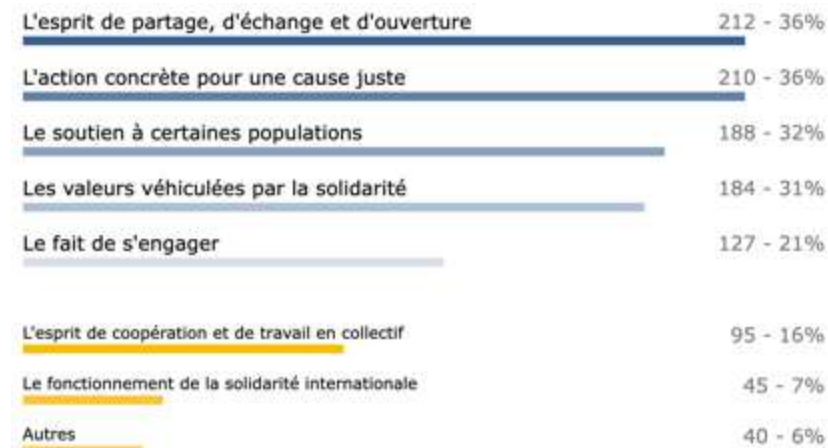 L'esprit de partage, d'échange et d'ouverture 212 - 36%
L'action concrète pour une cause juste 210 - 36%
Le soutien à certaines populations 188 - 32%
Les valeurs véhiculées par la solidarité 184 - 31%
Le fait de s'engager 127 - 21%
L'esprit de coopération et de travail en collectif 95 - 16%
Le fonctionnement de la solidarité internationale 45 - 7%
Autres 40 - 6%